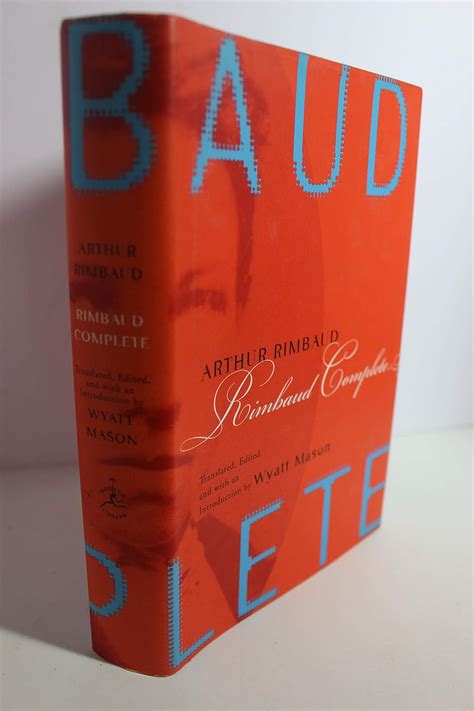 BAUD
ARTHUR
RIMBAUD
RIMBAUD
COMPLETE
Translated, Edited,
and with an
Introduction by
WYATT
MASON
ARTHUR RIMBAUD
Rimbaud Complete
Translated, Edited,
and with an
Introduction by Wyatt Mason
PLETE